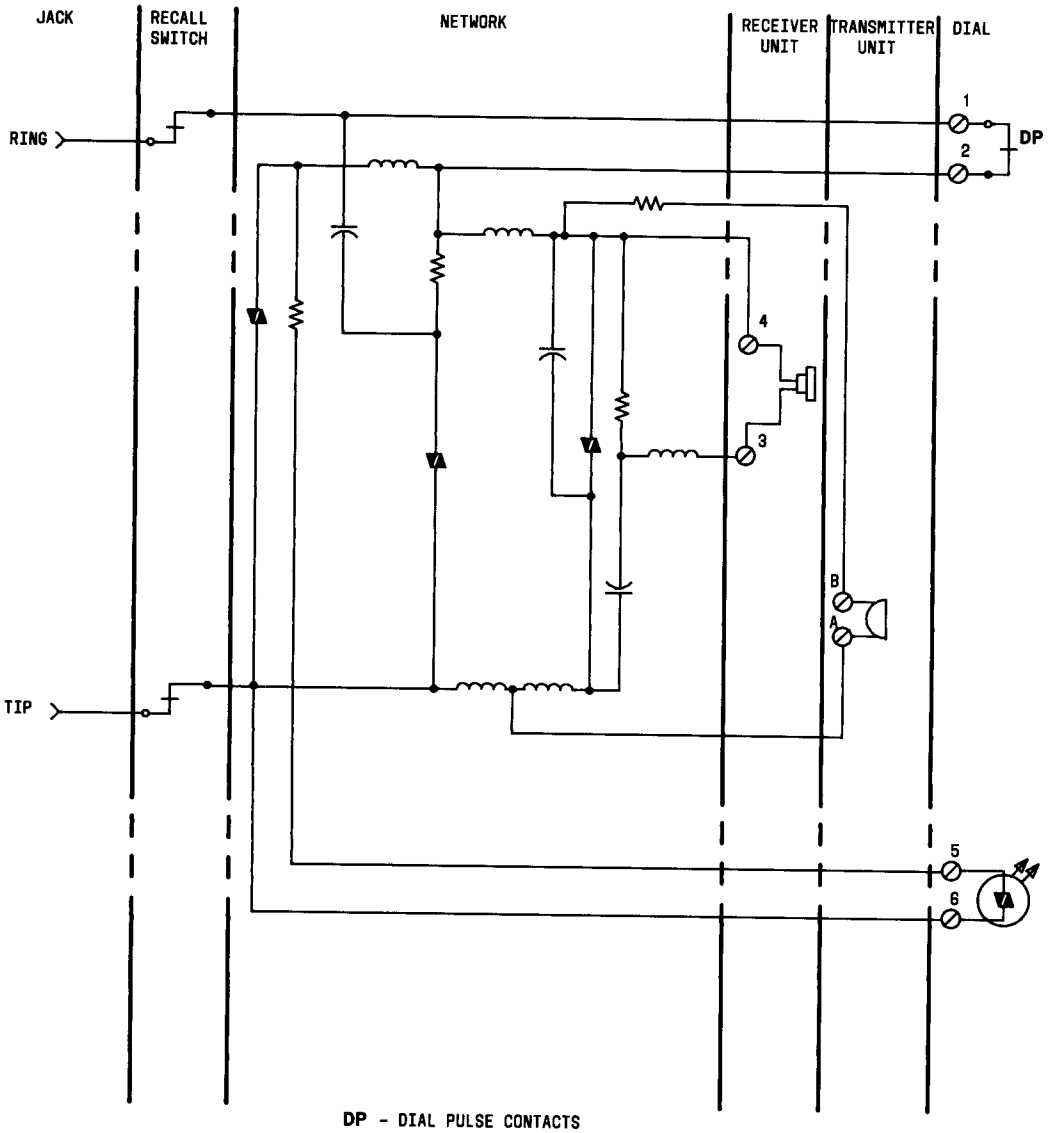 JACK
RECALL
SWITCH
NETWORK
RECEIVER
UNIT
TRANSMITTER
UNIT
DIAL
RING
1
DP
2
4
3
B
A
TIP
5
6
DP - DIAL PULSE CONTACTS